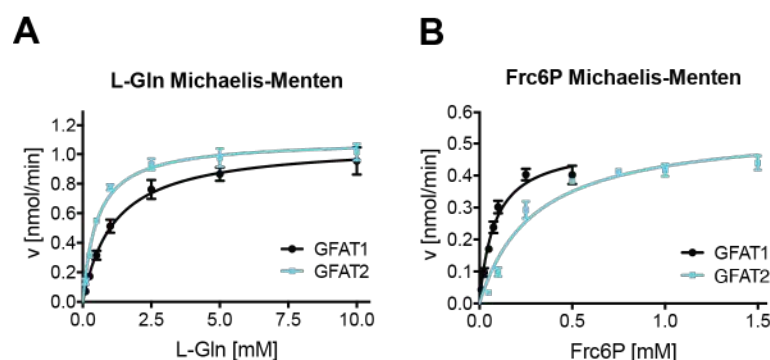 A
L-Gln Michaelis-Menten
v [nmol/min]
1.2
1.0
0.8
0.6
0.4
0.2
0.0
0.0 2.5 5.0 7.5 10.0
L-Gln [mM]
GFAT1
GFAT2
B
Frc6P Michaelis-Menten
v [nmol/min]
0.6
0.5
0.4
0.3
0.2
0.1
0.0
0.0 0.5 1.0 1.5
Frc6P [mM]
GFAT1
GFAT2